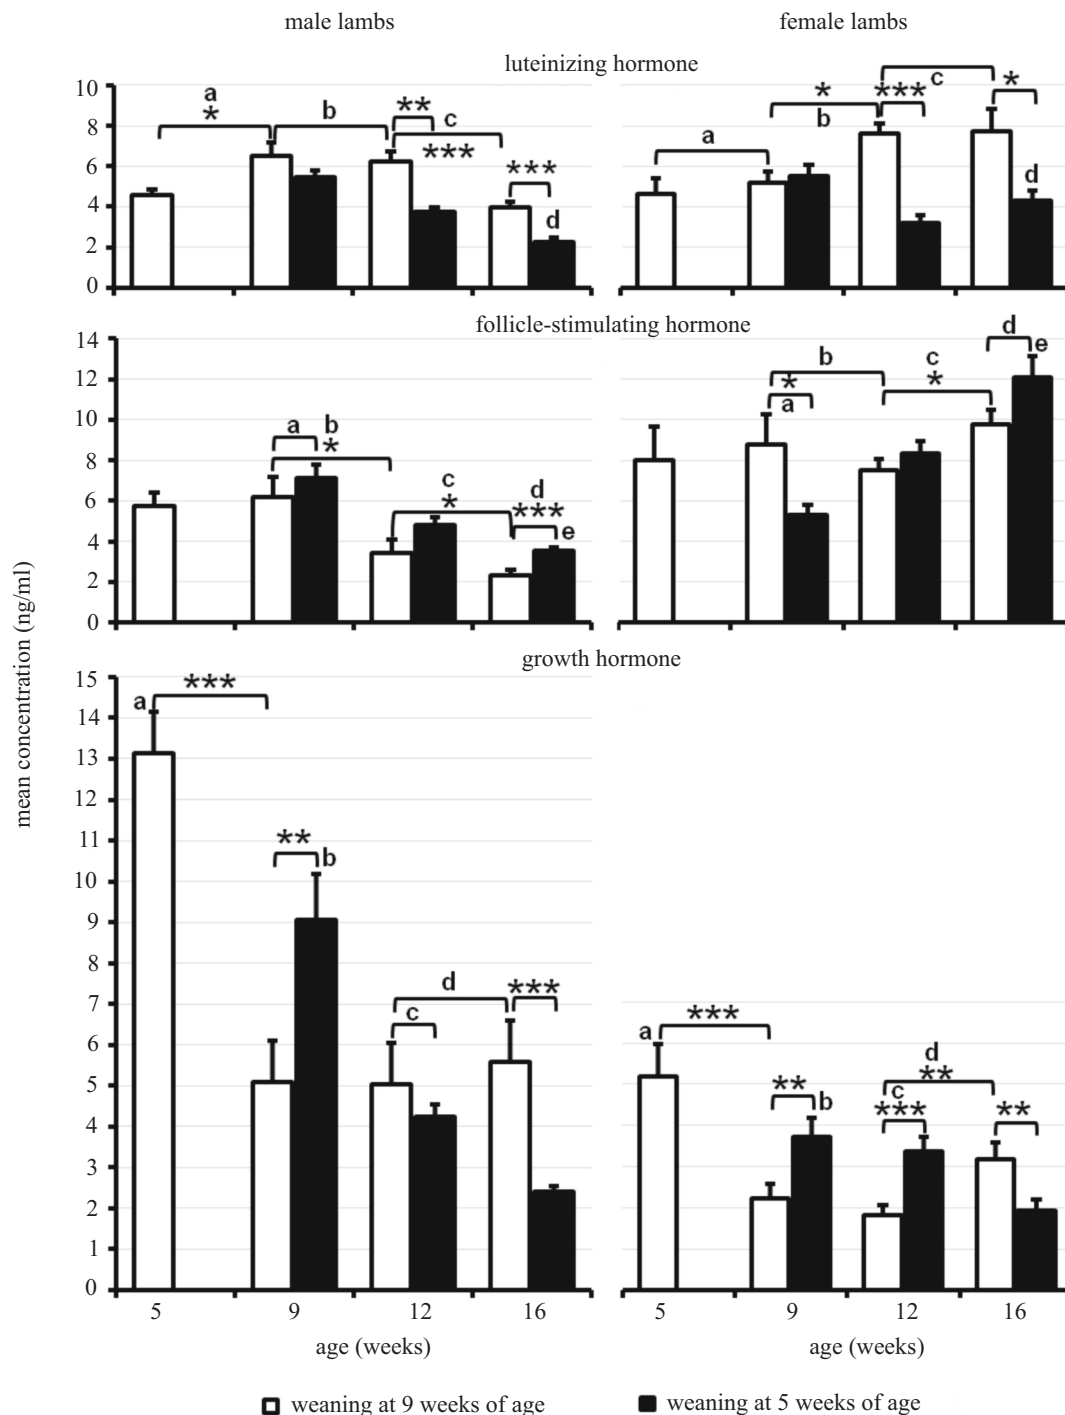 male lambs
female lambs
luteinizing hormone
10
8
6
4
2
0
a
*
b
**
c
***
***
d
a
*
b
***
c
*
d
follicle-stimulating hormone
14
12
10
8
6
4
2
0
a
b
*
c
*
d
***
e
b
*
a
c
*
d
e
growth hormone
mean concentration (ng/ml)
15
14
13
12
11
10
9
8
7
6
5
4
3
2
1
0
a
***
**
b
d
c
***
a
***
**
b
d
**
c
***
**
5
9
12
16
5
9
12
16
age (weeks)
age (weeks)
weaning at 9 weeks of age
weaning at 5 weeks of age